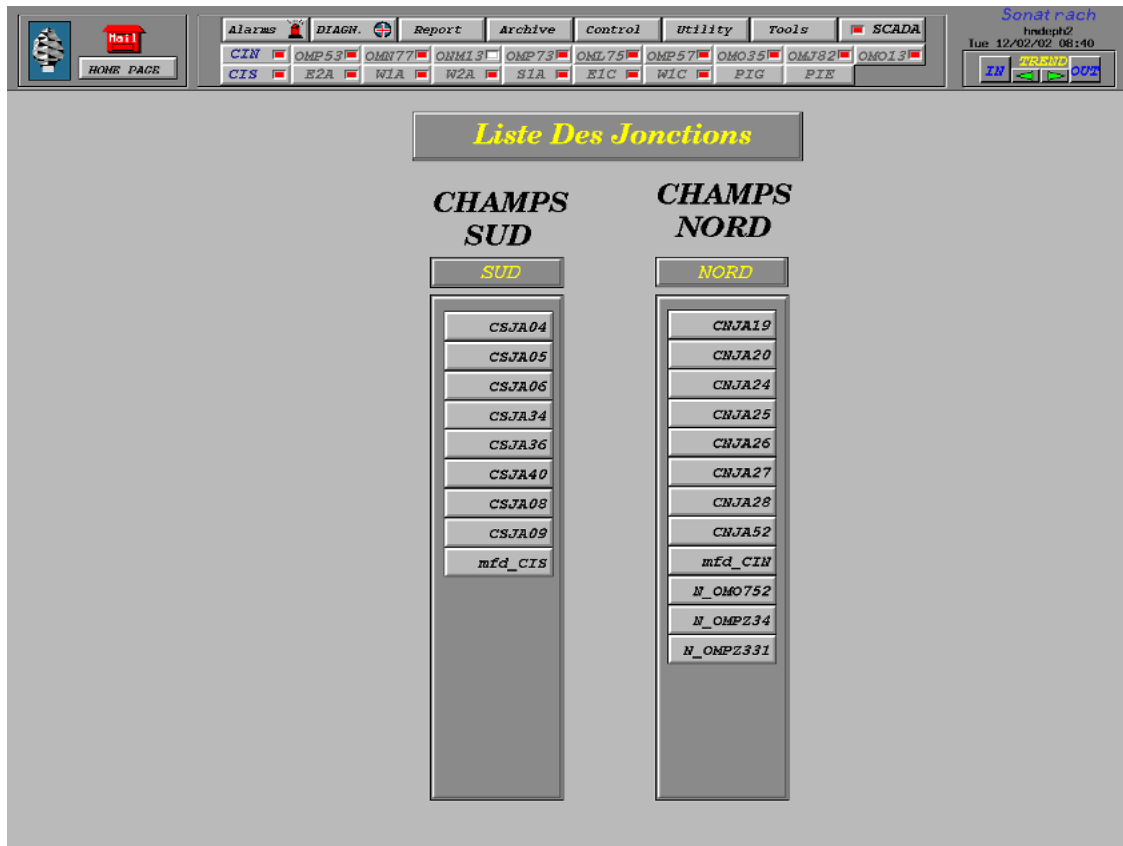 Mail
HOME PAGE
Alarms DIAGN. Report Archive Control Utility Tools SCADA
CIN OMP53 OMN77 ONM13 OMP73 OML75 OMP57 OMO35 OMJ82 OMO13
CIS E2A W1A W2A S1A E1C W1C PIG PIE
Sonatrach
hmdeph2
Tue 12/02/02 08:40
IN TREND OUT
Liste Des Jonctions
CHAMPS
SUD
SUD
CSJA04
CSJA05
CSJA06
CSJA34
CSJA36
CSJA40
CSJA08
CSJA09
mfd_CIS
CHAMPS
NORD
NORD
CNJA19
CNJA20
CNJA24
CNJA25
CNJA26
CNJA27
CNJA28
CNJA52
mfd_CIN
N_OMO752
N_OMPZ34
N_OMPZ331